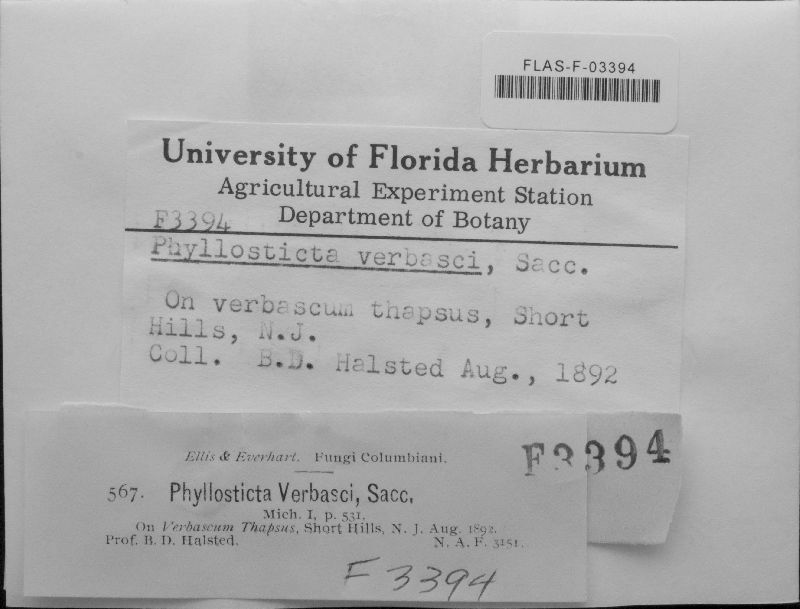 FLAS-F-03394
University of Florida Herbarium
Agricultural Experiment Station
F3394 Department of Botany
Phyllosticta verbasci, Sacc.
On verbascum thapsus, Short
Hills, N.J.
Coll. B.D. Halsted Aug., 1892
F3394
Ellis & Everhart. Fungi Columbiani.
567. Phyllosticta Verbasci, Sacc,
Mich. I, p. 531.
On Verbascum Thapsus, Short Hills, N. J. Aug. 1892.
Prof. B. D. Halsted. N. A. F. 3151.
F 3394